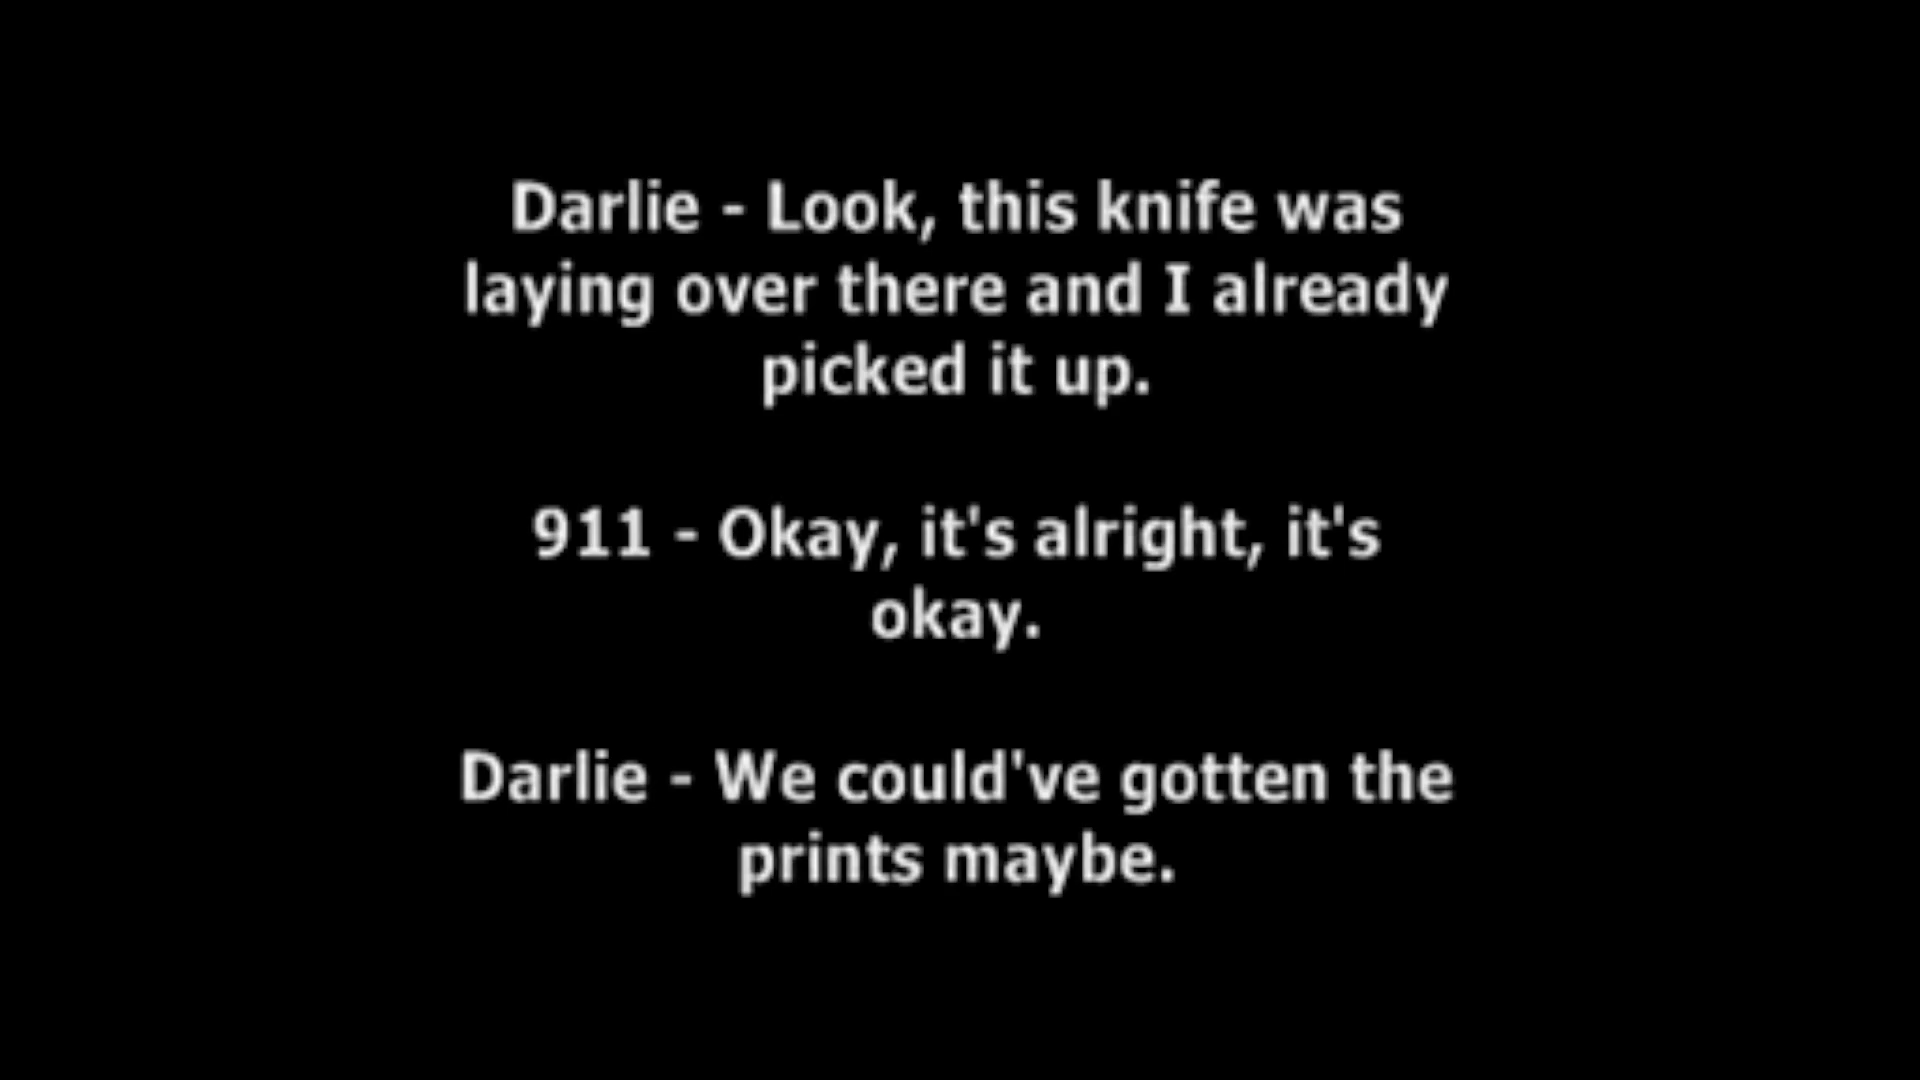 Darlie - Look, this knife was
laying over there and I already
picked it up.
911 - Okay, it's alright, it's
okay.
Darlie - We could've gotten the
prints maybe.